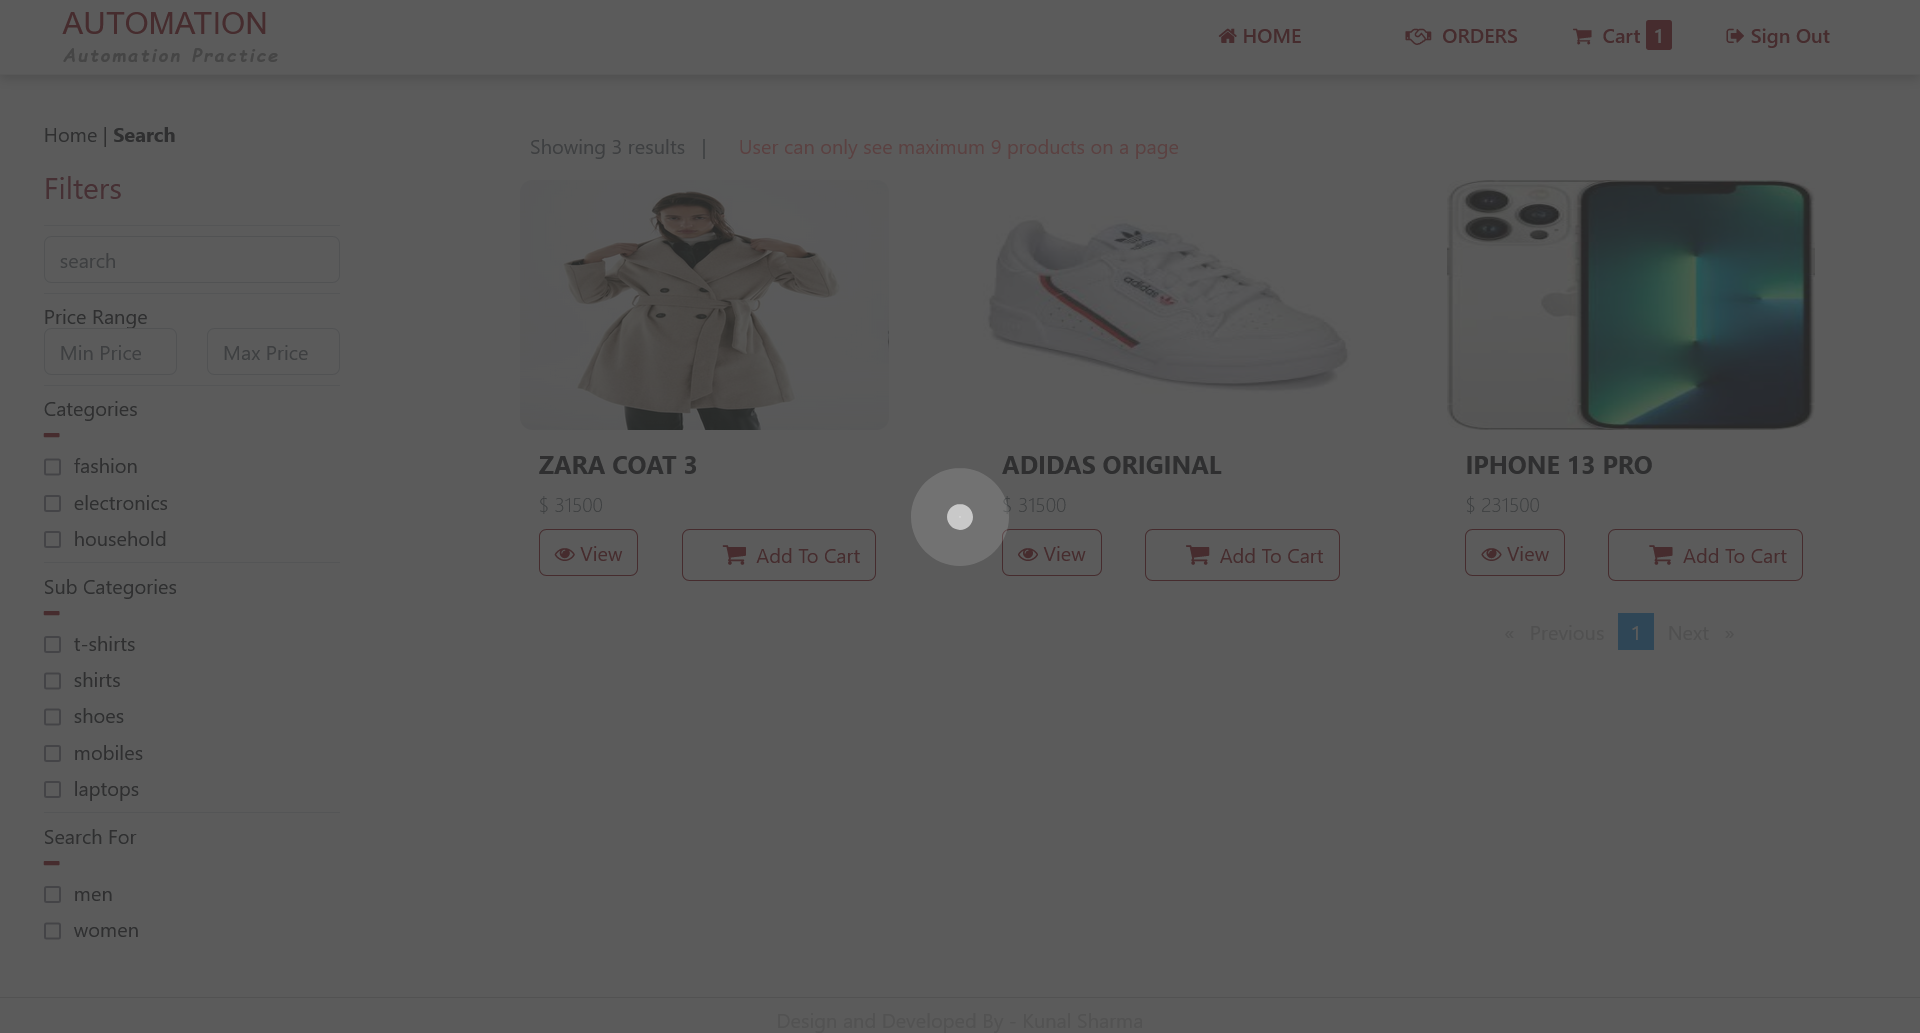 AUTOMATION
Automation Practice
HOME
ORDERS
Cart 1
Sign Out
Home | Search
Filters
search
Price Range
Min Price
Max Price
Categories
fashion
electronics
household
Sub Categories
t-shirts
shirts
shoes
mobiles
laptops
Search For
men
women
Showing 3 results |
User can only see maximum 9 products on a page
adidas
ZARA COAT 3
$ 31500
View
Add To Cart
ADIDAS ORIGINAL
$ 31500
View
Add To Cart
IPHONE 13 PRO
$ 231500
View
Add To Cart
« Previous 1 Next »
Design and Developed By - Kunal Sharma